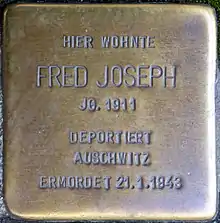 HIER WOHNTE
FRED JOSEPH
JG. 1911
DEPORTIERT
AUSCHWITZ
ERMORDET 21.1.1943